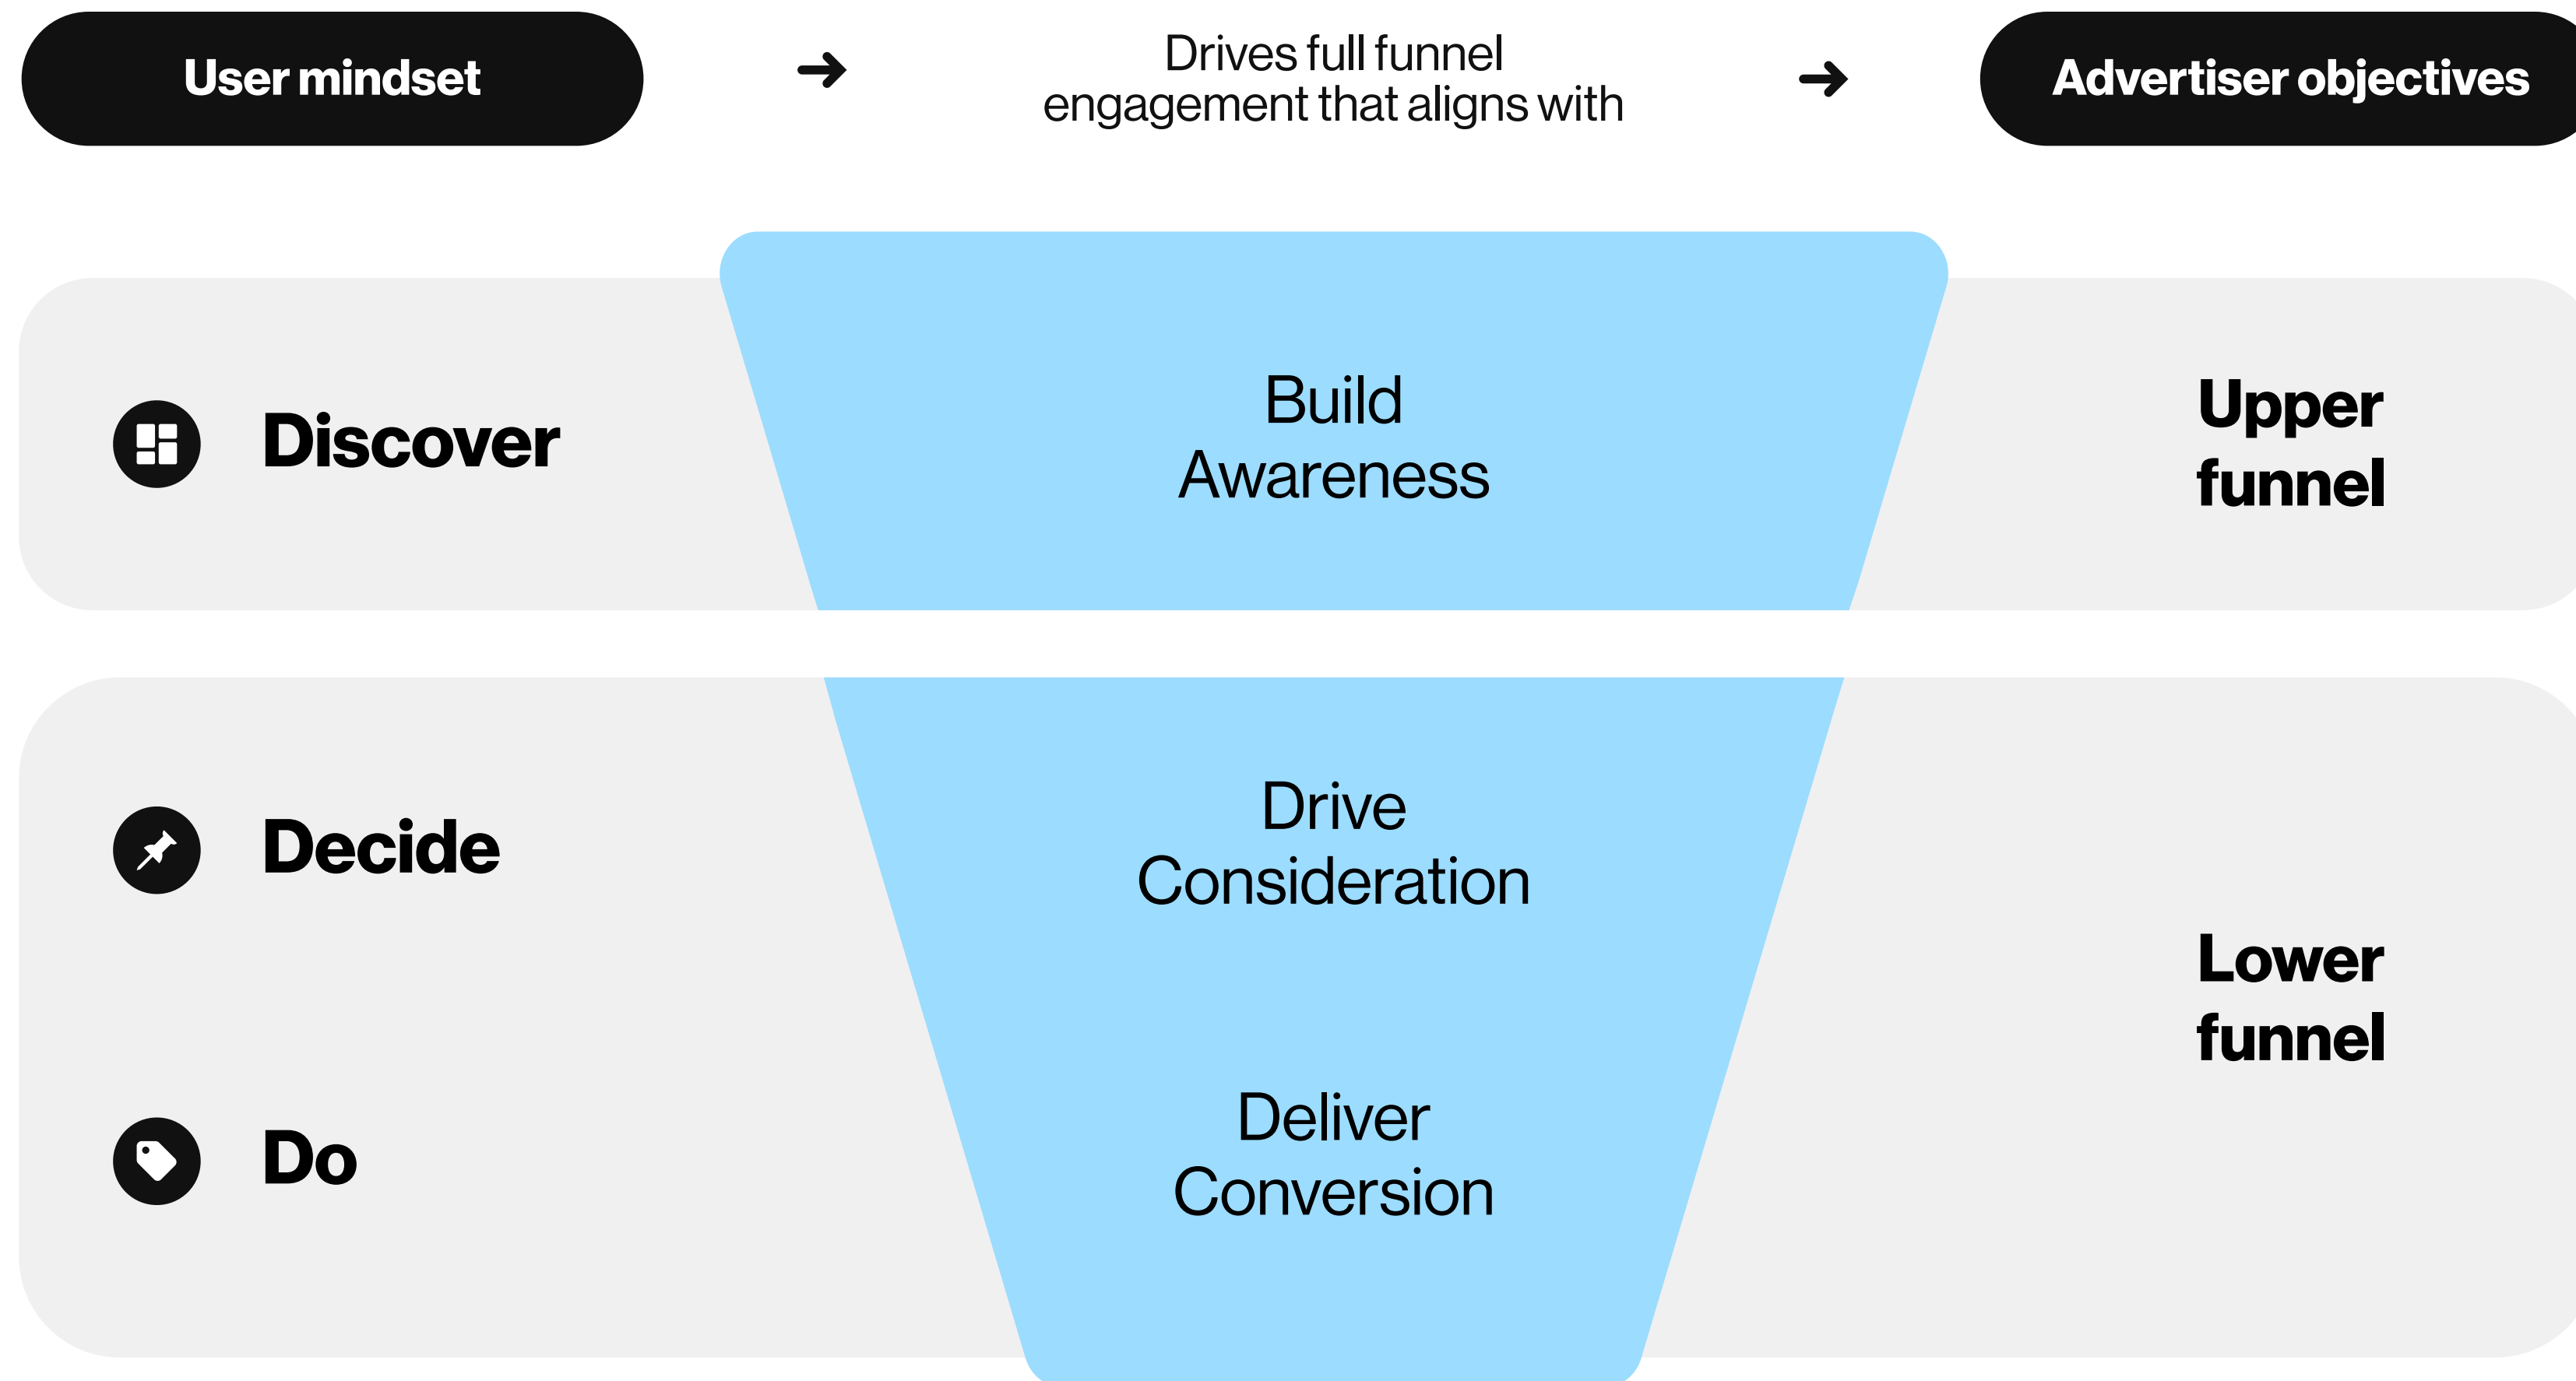 User mindset
Drives full funnel
engagement that aligns with
Advertiser objectives
Discover
Build
Awareness
Upper
funnel
Decide
Drive
Consideration
Lower
funnel
Do
Deliver
Conversion